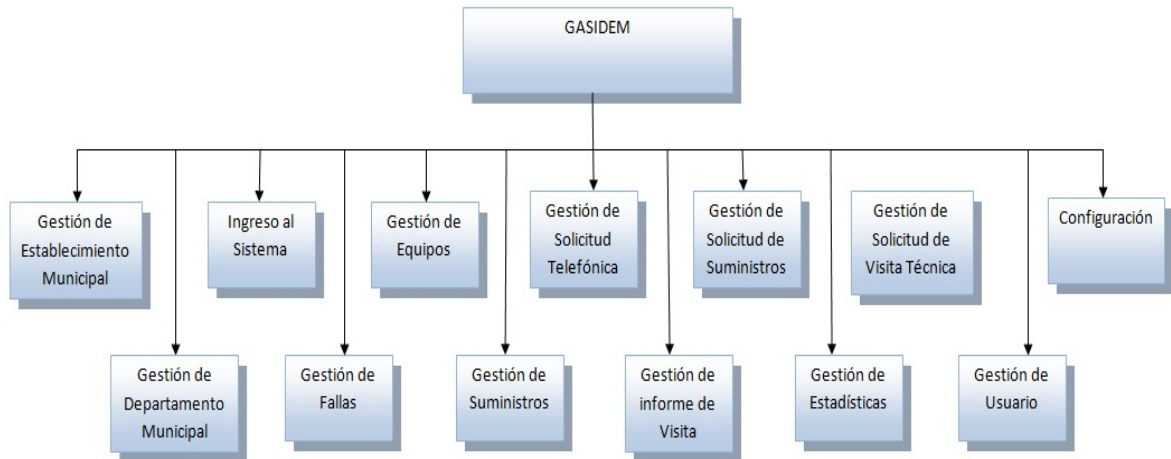 GASIDEM
Gestión de
Establecimiento
Municipal
Ingreso al
Sistema
Gestión de
Equipos
Gestión de
Solicitud
Telefónica
Gestión de
Solicitud de
Suministros
Gestión de
Solicitud de
Visita Técnica
Configuración
Gestión de
Departamento
Municipal
Gestión de
Fallas
Gestión de
Suministros
Gestión de
informe de
Visita
Gestión de
Estadísticas
Gestión de
Usuario